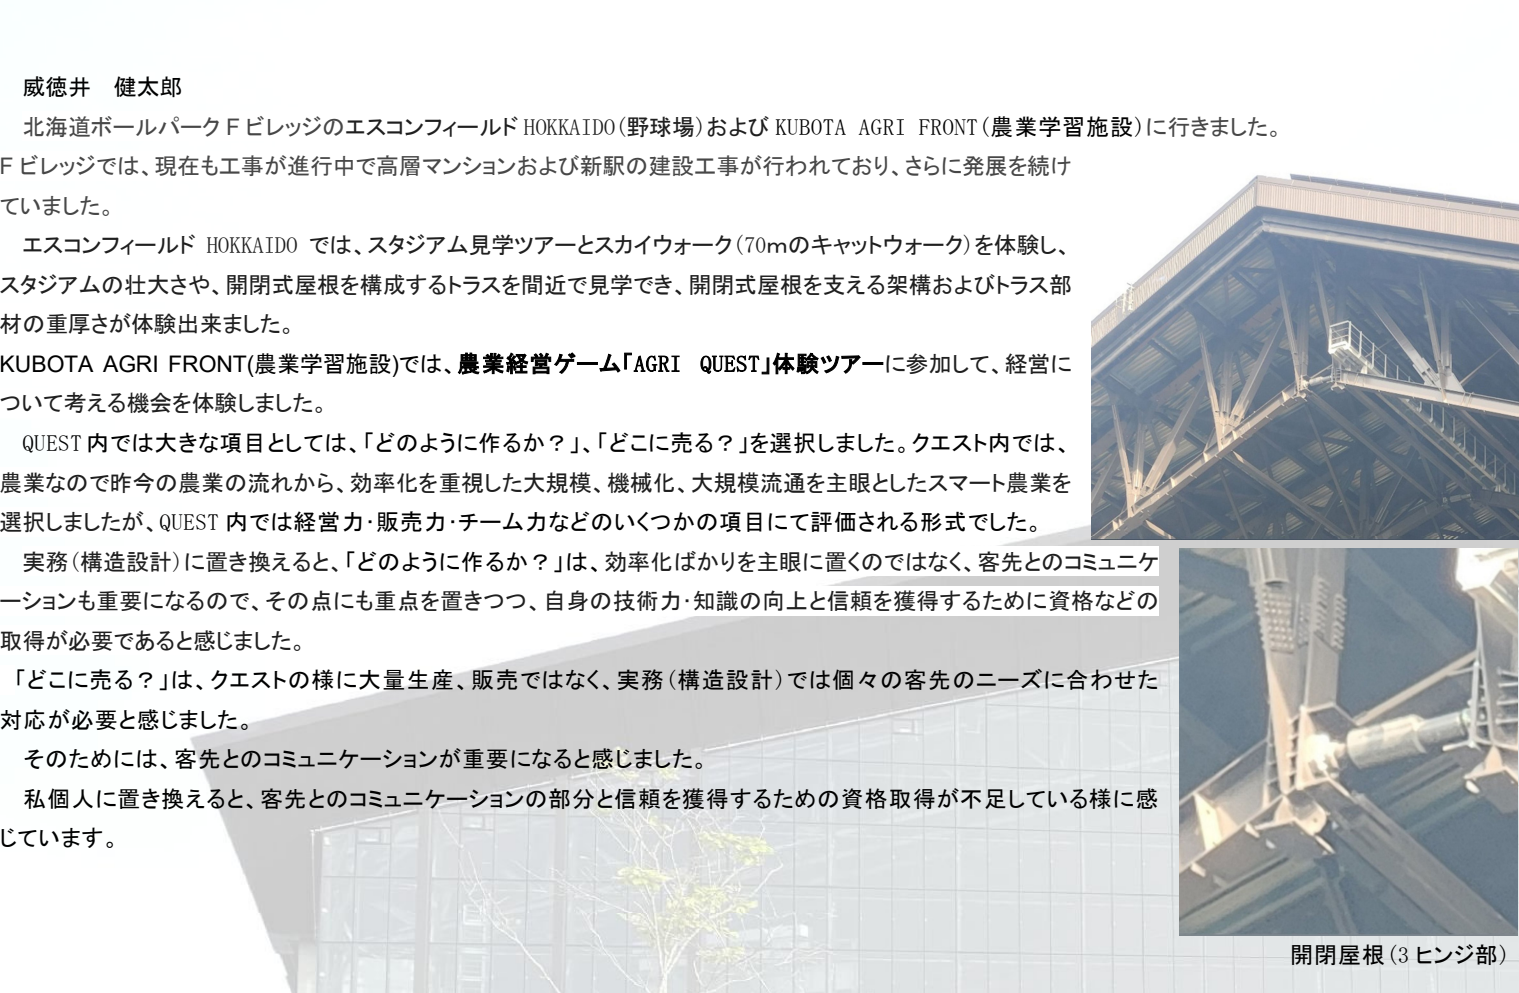 威徳井　健太郎
北海道ボールパークＦビレッジのエスコンフィールド HOKKAIDO（野球場）および KUBOTA AGRI FRONT（農業学習施設）に行きました。
Ｆビレッジでは、現在も工事が進行中で高層マンションおよび新駅の建設工事が行われており、さらに発展を続け
ていました。
エスコンフィールド HOKKAIDO では、スタジアム見学ツアーとスカイウォーク（70ｍのキャットウォーク）を体験し、
スタジアムの壮大さや、開閉式屋根を構成するトラスを間近で見学でき、開閉式屋根を支える架構およびトラス部
材の重厚さが体験出来ました。
KUBOTA AGRI FRONT(農業学習施設)では、農業経営ゲーム「AGRI　QUEST」体験ツアーに参加して、経営に
ついて考える機会を体験しました。
QUEST 内では大きな項目としては、「どのように作るか？」、「どこに売る？」を選択しました。クエスト内では、
農業なので昨今の農業の流れから、効率化を重視した大規模、機械化、大規模流通を主眼としたスマート農業を
選択しましたが、QUEST 内では経営力・販売力・チーム力などのいくつかの項目にて評価される形式でした。
実務（構造設計）に置き換えると、「どのように作るか？」は、効率化ばかりを主眼に置くのではなく、客先とのコミュニケ
ーションも重要になるので、その点にも重点を置きつつ、自身の技術力・知識の向上と信頼を獲得するために資格などの
取得が必要であると感じました。
「どこに売る？」は、クエストの様に大量生産、販売ではなく、実務（構造設計）では個々の客先のニーズに合わせた
対応が必要と感じました。
そのためには、客先とのコミュニケーションが重要になると感じました。
私個人に置き換えると、客先とのコミュニケーションの部分と信頼を獲得するための資格取得が不足している様に感
じています。
開閉屋根（3 ヒンジ部）